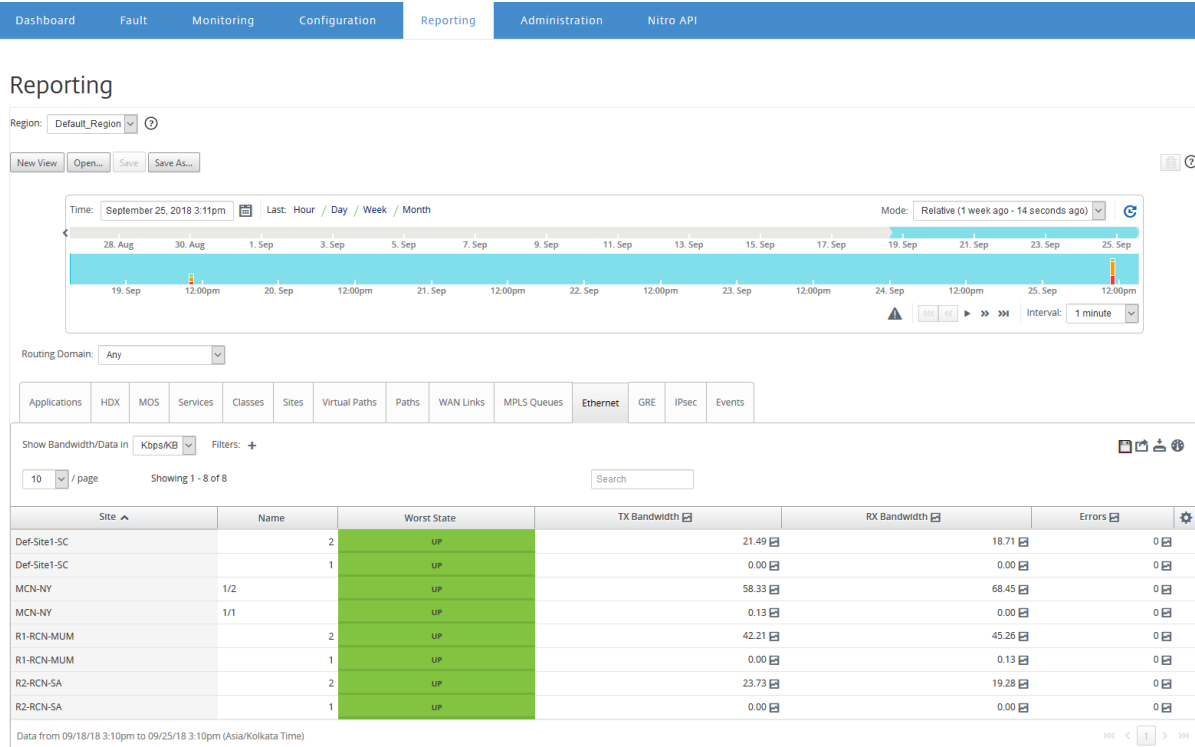 Dashboard Fault Monitoring Configuration Reporting Administration Nitro API
Reporting
Region: Default_Region
New View Open... Save Save As...
Time: September 25, 2018 3:11pm Last: Hour / Day / Week / Month Mode: Relative (1 week ago - 14 seconds ago)
28. Aug 30. Aug 1. Sep 3. Sep 5. Sep 7. Sep 9. Sep 11. Sep 13. Sep 15. Sep 17. Sep 19. Sep 21. Sep 23. Sep 25. Sep
19. Sep 12:00pm 20. Sep 12:00pm 21. Sep 12:00pm 22. Sep 12:00pm 23. Sep 12:00pm 24. Sep 12:00pm 25. Sep 12:00pm
Interval: 1 minute
Routing Domain: Any
Applications HDX MOS Services Classes Sites Virtual Paths Paths WAN Links MPLS Queues Ethernet GRE IPsec Events
Show Bandwidth/Data in Kbps/KB Filters: +
10 / page Showing 1 - 8 of 8 Search
Site Name Worst State TX Bandwidth RX Bandwidth Errors
Def-Site1-SC 2 UP 21.49 18.71 0
Def-Site1-SC 1 UP 0.00 0.00 0
MCN-NY 1/2 UP 58.33 68.45 0
MCN-NY 1/1 UP 0.13 0.00 0
R1-RCN-MUM 2 UP 42.21 45.26 0
R1-RCN-MUM 1 UP 0.00 0.13 0
R2-RCN-SA 2 UP 23.73 19.28 0
R2-RCN-SA 1 UP 0.00 0.00 0
Data from 09/18/18 3:10pm to 09/25/18 3:10pm (Asia/Kolkata Time) 1